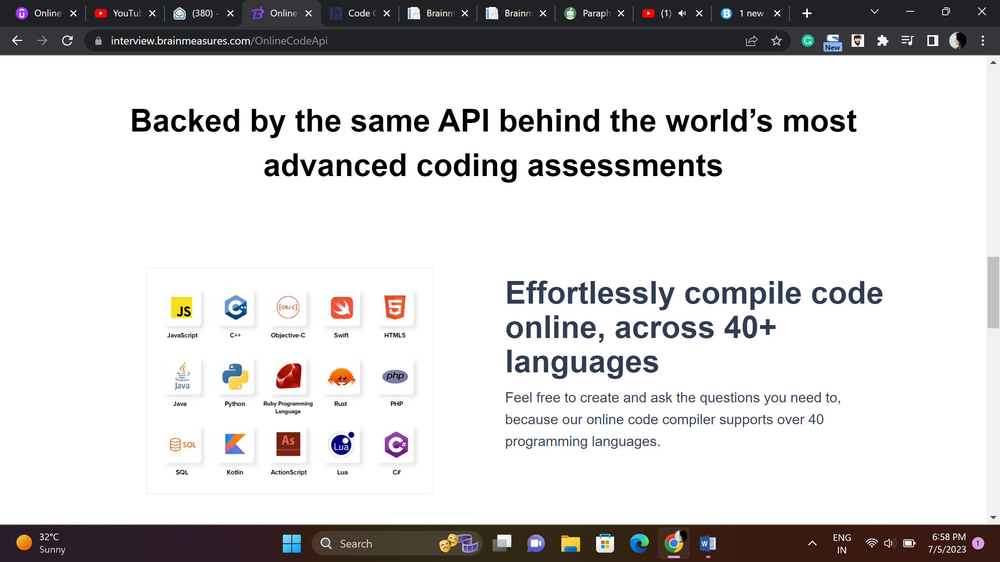 Online
YouTub
(380) -
Online
Code C
Brainm
Brainm
Paraph
(1)
1 new
interview.brainmeasures.com/OnlineCodeApi
New
Backed by the same API behind the world’s most
advanced coding assessments
JS
C++
[OBJ-C]
5
JavaScript
C++
Objective-C
Swift
HTML5
Java
php
Java
Python
Ruby Programming
Language
Rust
PHP
SQL
As
Lua
C#
SQL
Kotlin
ActionScript
Lua
C#
Effortlessly compile code
online, across 40+
languages
Feel free to create and ask the questions you need to,
because our online code compiler supports over 40
programming languages.
32°C
Sunny
Search
W
ENG
IN
6:58 PM
7/5/2023
1